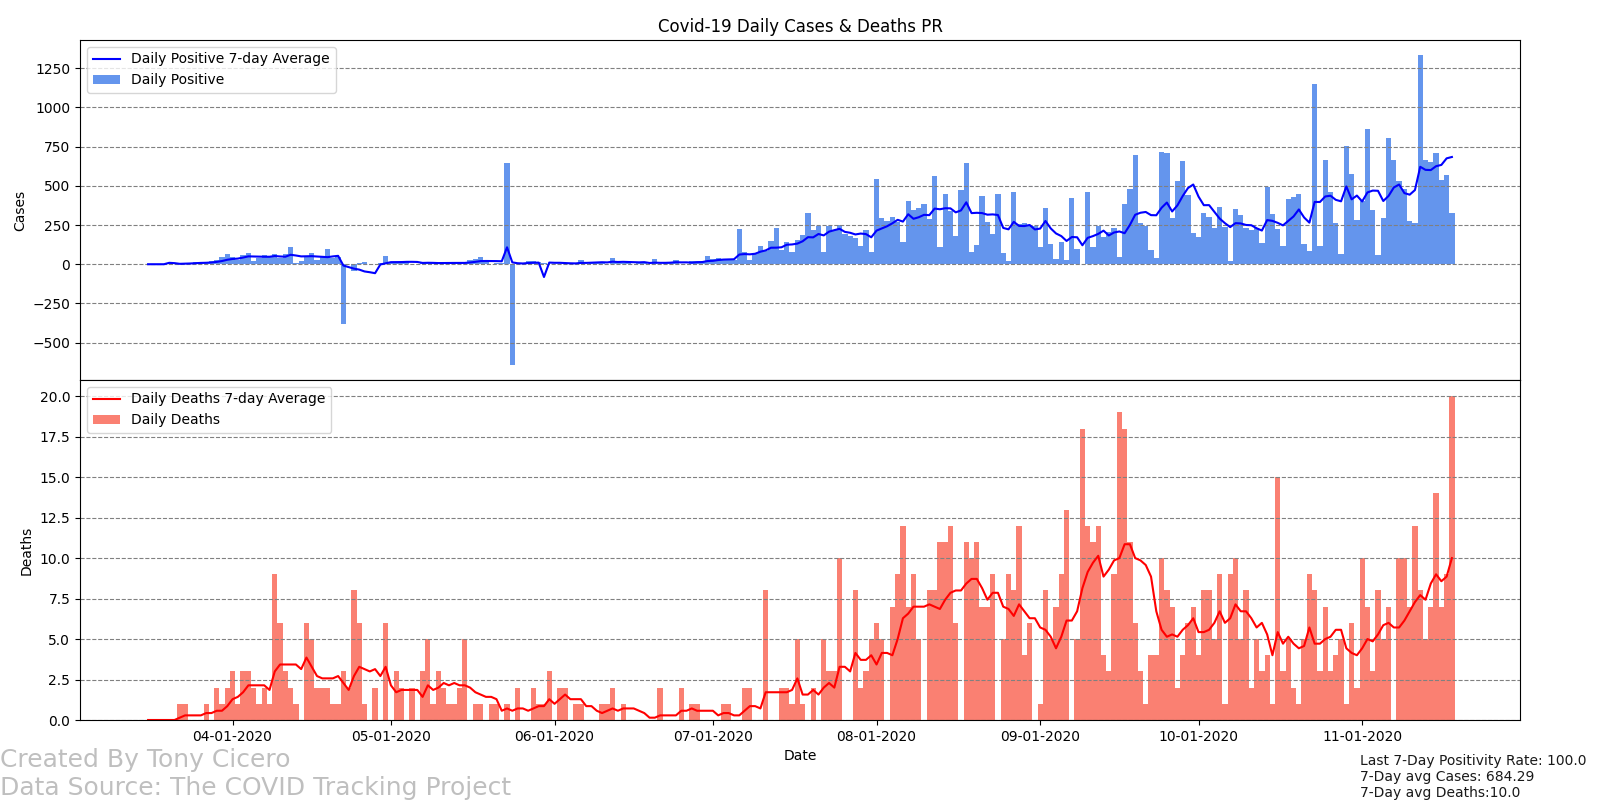 Covid-19 Daily Cases & Deaths PR
Daily Positive 7-day Average
Daily Positive
1250
1000
750
500
250
0
−250
−500
Cases
Daily Deaths 7-day Average
Daily Deaths
20.0
17.5
15.0
12.5
10.0
7.5
5.0
2.5
0.0
Deaths
04-01-2020
05-01-2020
06-01-2020
07-01-2020
08-01-2020
09-01-2020
10-01-2020
11-01-2020
Date
Created By Tony Cicero
Data Source: The COVID Tracking Project
Last 7-Day Positivity Rate: 100.0
7-Day avg Cases: 684.29
7-Day avg Deaths:10.0